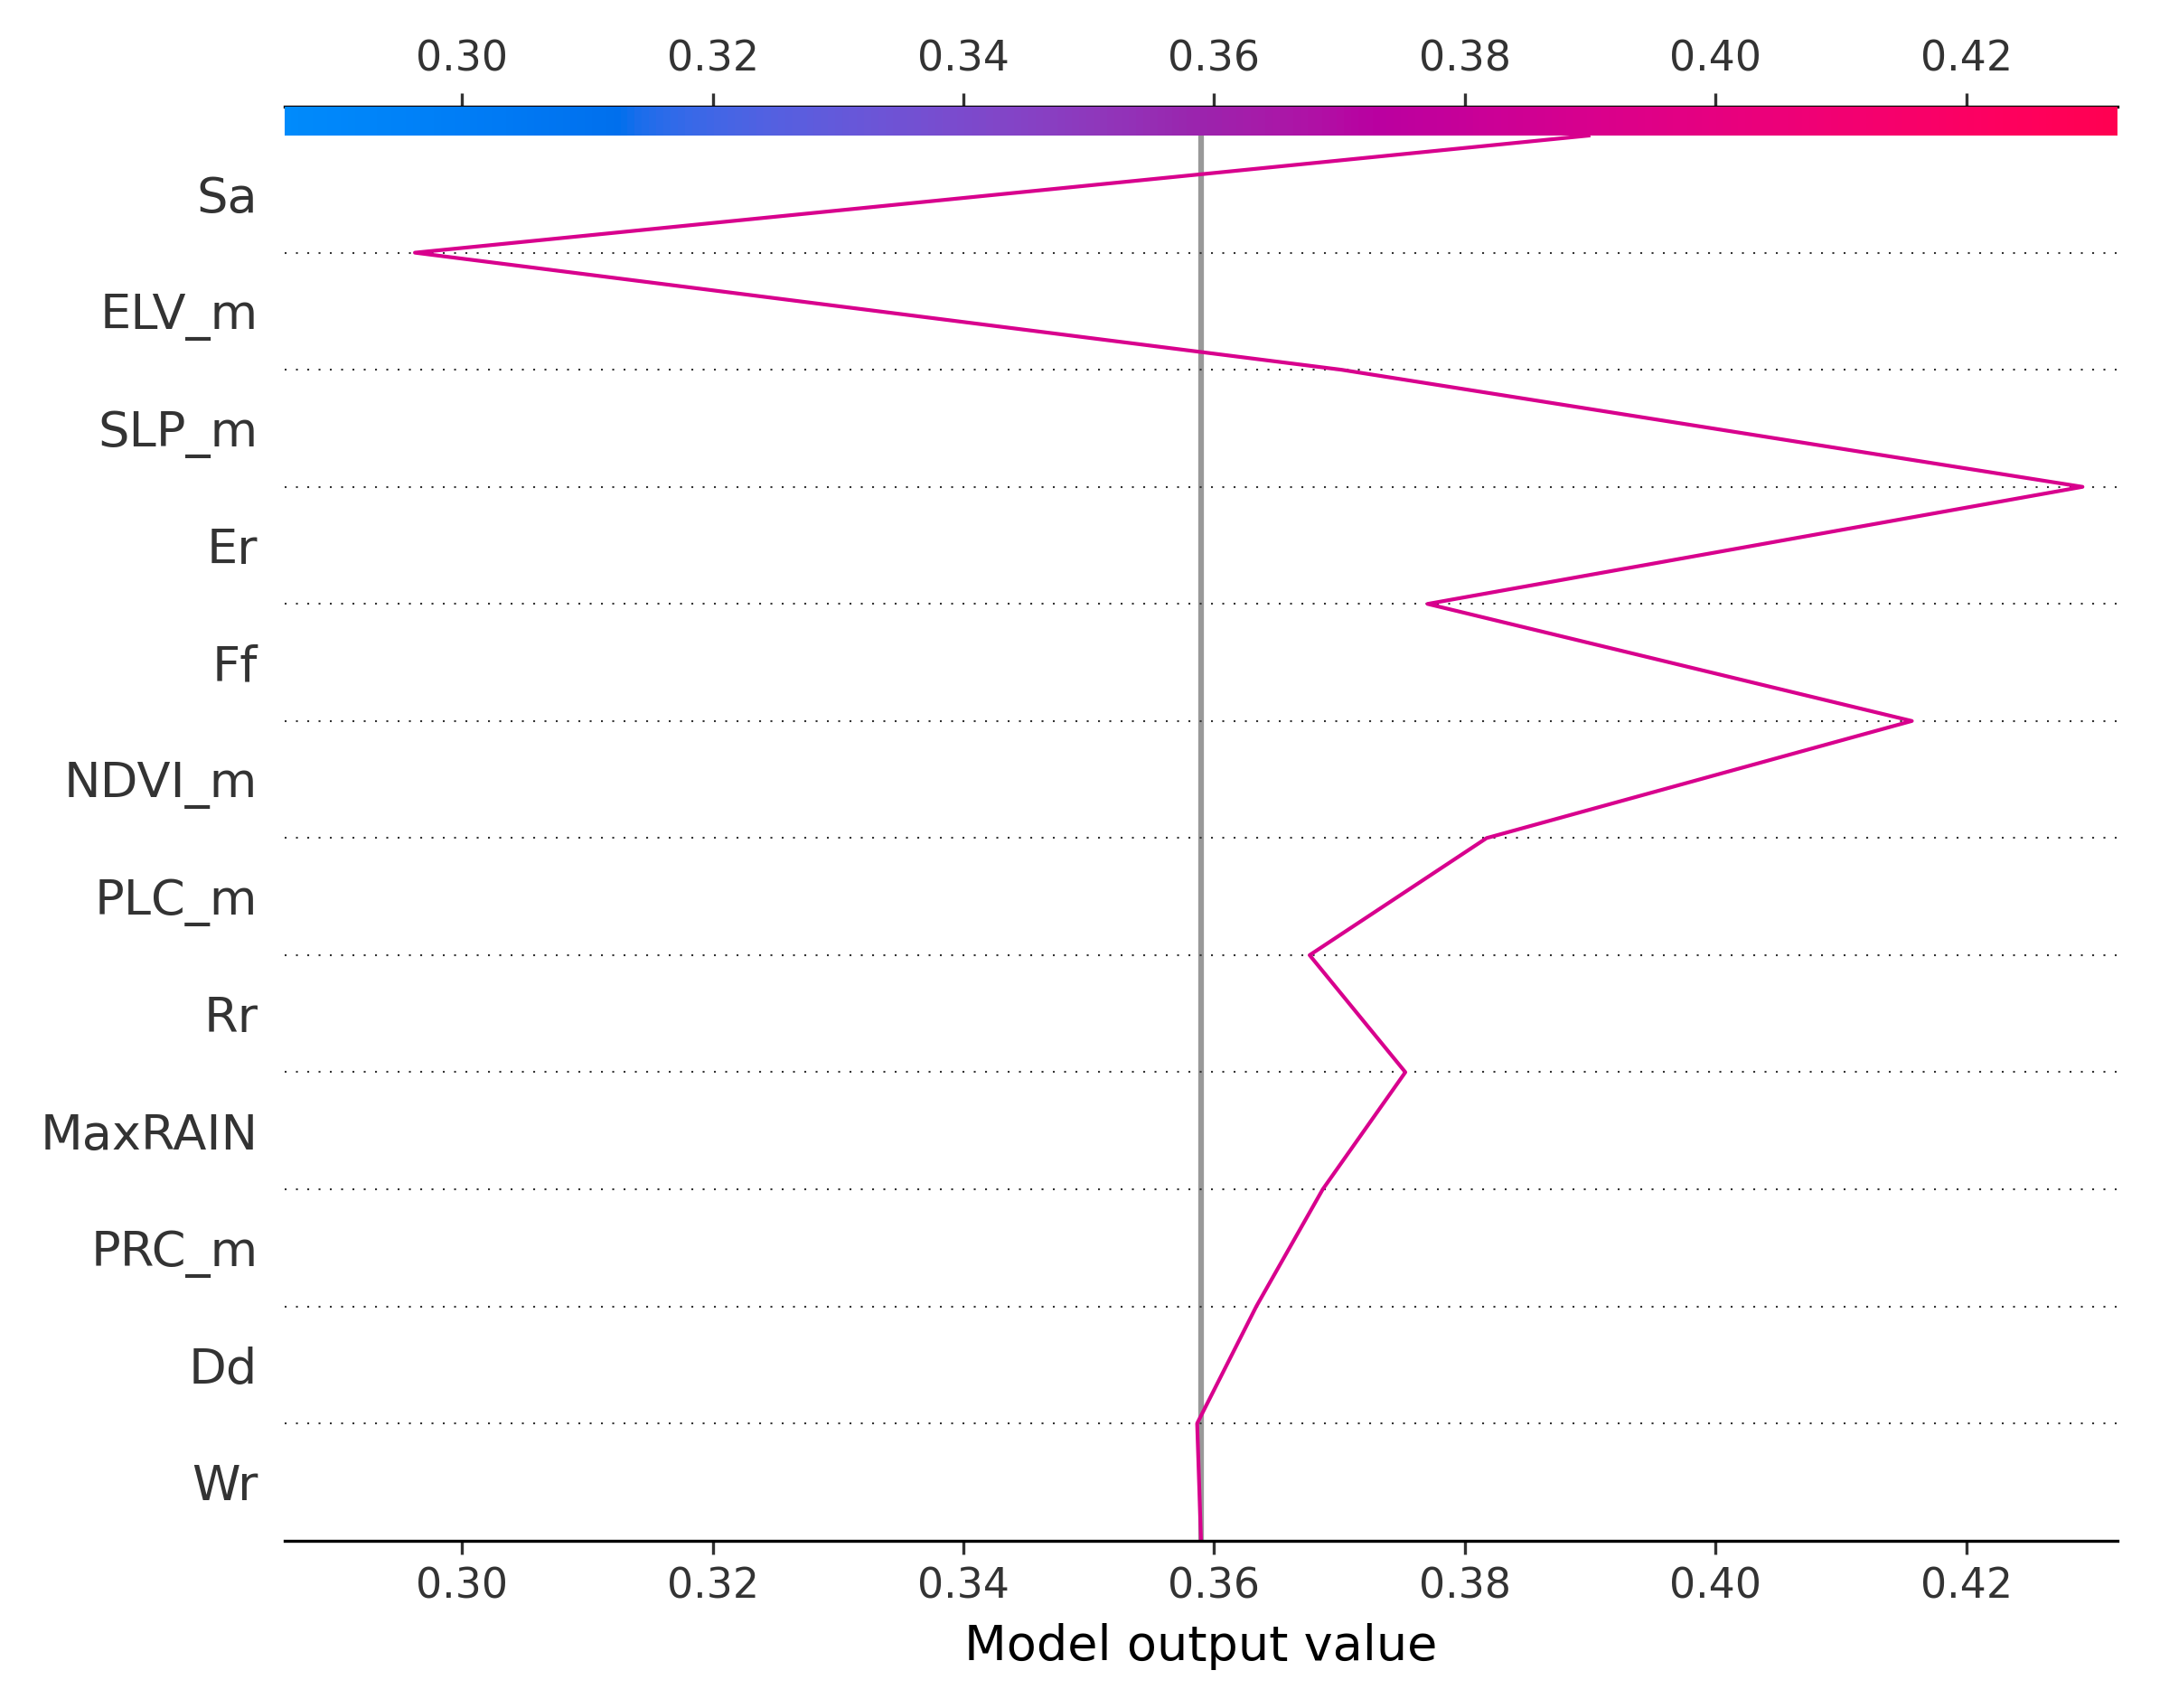 0.30 0.32 0.34 0.36 0.38 0.40 0.42
Sa
ELV_m
SLP_m
Er
Ff
NDVI_m
PLC_m
Rr
MaxRAIN
PRC_m
Dd
Wr
0.30 0.32 0.34 0.36 0.38 0.40 0.42
Model output value